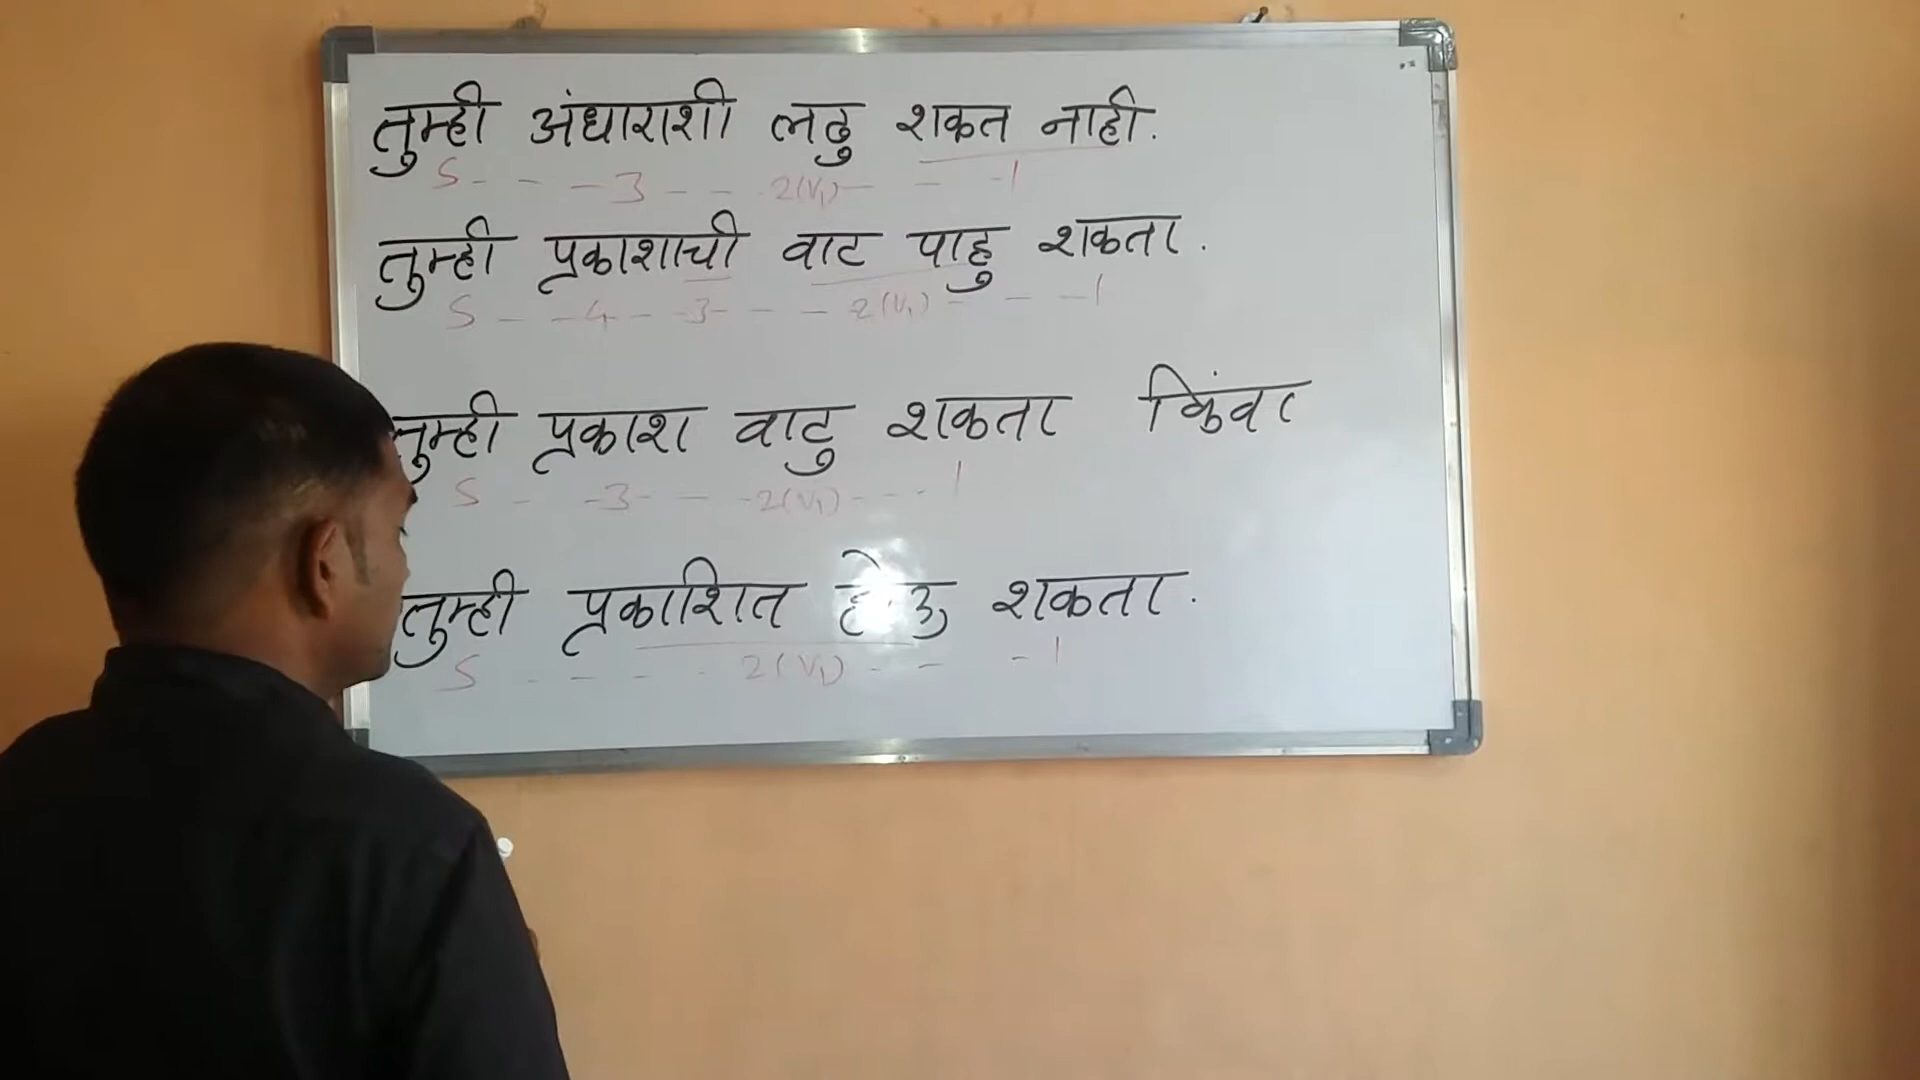 तुम्ही अंधाराशी लढु शकत नाही.
S - - - 3 - - 2(V1) - - - 1
तुम्ही प्रकाशाची वाट पाहु शकता.
S - - 4 - 3 - - - 2(V1) - - - 1
तुम्ही प्रकाश वाटु शकता किंवा
S - - 3 - - - 2(V1) - - - 1
तुम्ही प्रकाशित होउ शकता.
S - - - - 2(V1) - - - 1